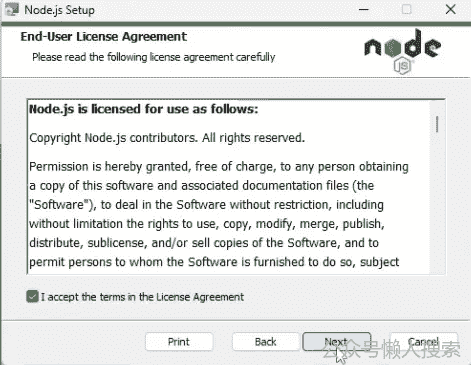 Node.js Setup
End-User License Agreement
Please read the following license agreement carefully
node
JS
Node.js is licensed for use as follows:
Copyright Node.js contributors. All rights reserved.
Permission is hereby granted, free of charge, to any person obtaining
a copy of this software and associated documentation files (the
"Software"), to deal in the Software without restriction, including
without limitation the rights to use, copy, modify, merge, publish,
distribute, sublicense, and/or sell copies of the Software, and to
permit persons to whom the Software is furnished to do so, subject
I accept the terms in the License Agreement
Print Back Next Cancel
公众号懒人搜索